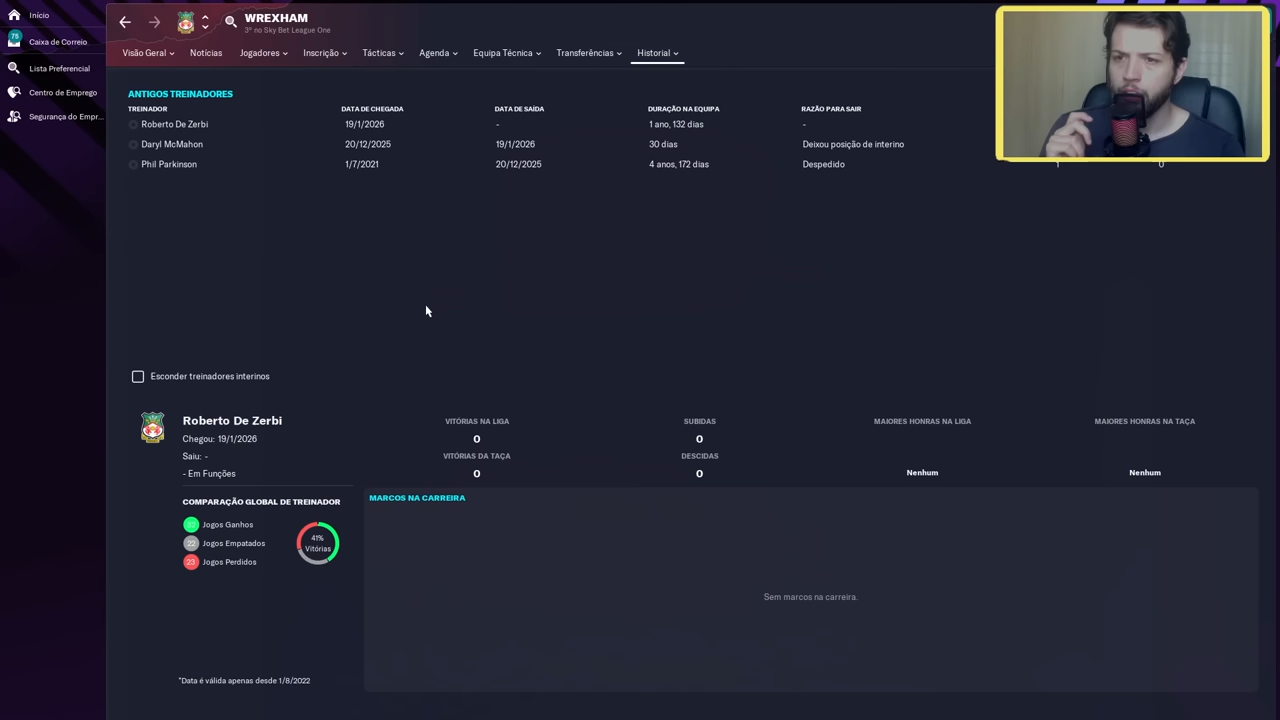 Início
75
Caixa de Correio
Lista Preferencial
Centro de Emprego
Segurança do Empr...
WREXHAM
3º no Sky Bet League One
Visão Geral Notícias Jogadores Inscrição Tácticas Agenda Equipa Técnica Transferências Historial
ANTIGOS TREINADORES
TREINADOR DATA DE CHEGADA DATA DE SAÍDA DURAÇÃO NA EQUIPA RAZÃO PARA SAIR
Roberto De Zerbi 19/1/2026 - 1 ano, 132 dias -
Daryl McMahon 20/12/2025 19/1/2026 30 dias Deixou posição de interino
Phil Parkinson 1/7/2021 20/12/2025 4 anos, 172 dias Despedido 1 0
Esconder treinadores interinos
Roberto De Zerbi
Chegou: 19/1/2026
Saiu: -
- Em Funções
VITÓRIAS NA LIGA SUBIDAS MAIORES HONRAS NA LIGA MAIORES HONRAS NA TAÇA
0 0
VITÓRIAS DA TAÇA DESCIDAS
0 0 Nenhum Nenhum
COMPARAÇÃO GLOBAL DE TREINADOR
Jogos Ganhos
22 Jogos Empatados
23 Jogos Perdidos
41%
Vitórias
MARCOS NA CARREIRA
Sem marcos na carreira.
*Data é válida apenas desde 1/8/2022